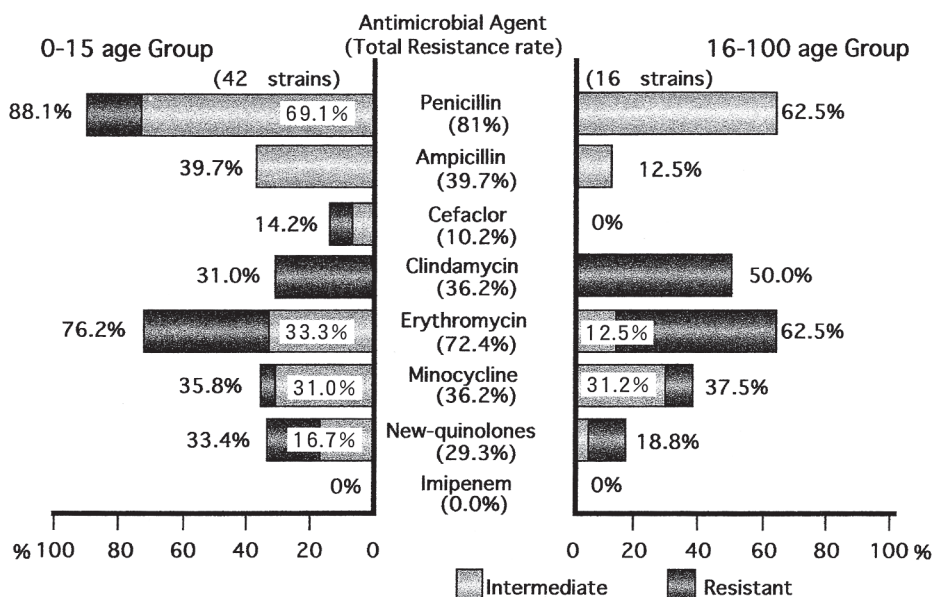 Antimicrobial Agent
0-15 age Group (Total Resistance rate) 16-100 age Group
(42 strains) (16 strains)
88.1% 69.1% Penicillin 62.5%
(81%)
39.7% Ampicillin 12.5%
(39.7%)
14.2% Cefaclor 0%
(10.2%)
31.0% Clindamycin 50.0%
(36.2%)
76.2% 33.3% Erythromycin 12.5% 62.5%
(72.4%)
35.8% 31.0% Minocycline 31.2% 37.5%
(36.2%)
33.4% 16.7% New-quinolones 18.8%
(29.3%)
0% Imipenem 0%
(0.0%)
% 100 80 60 40 20 0 0 20 40 60 80 100 %
Intermediate Resistant